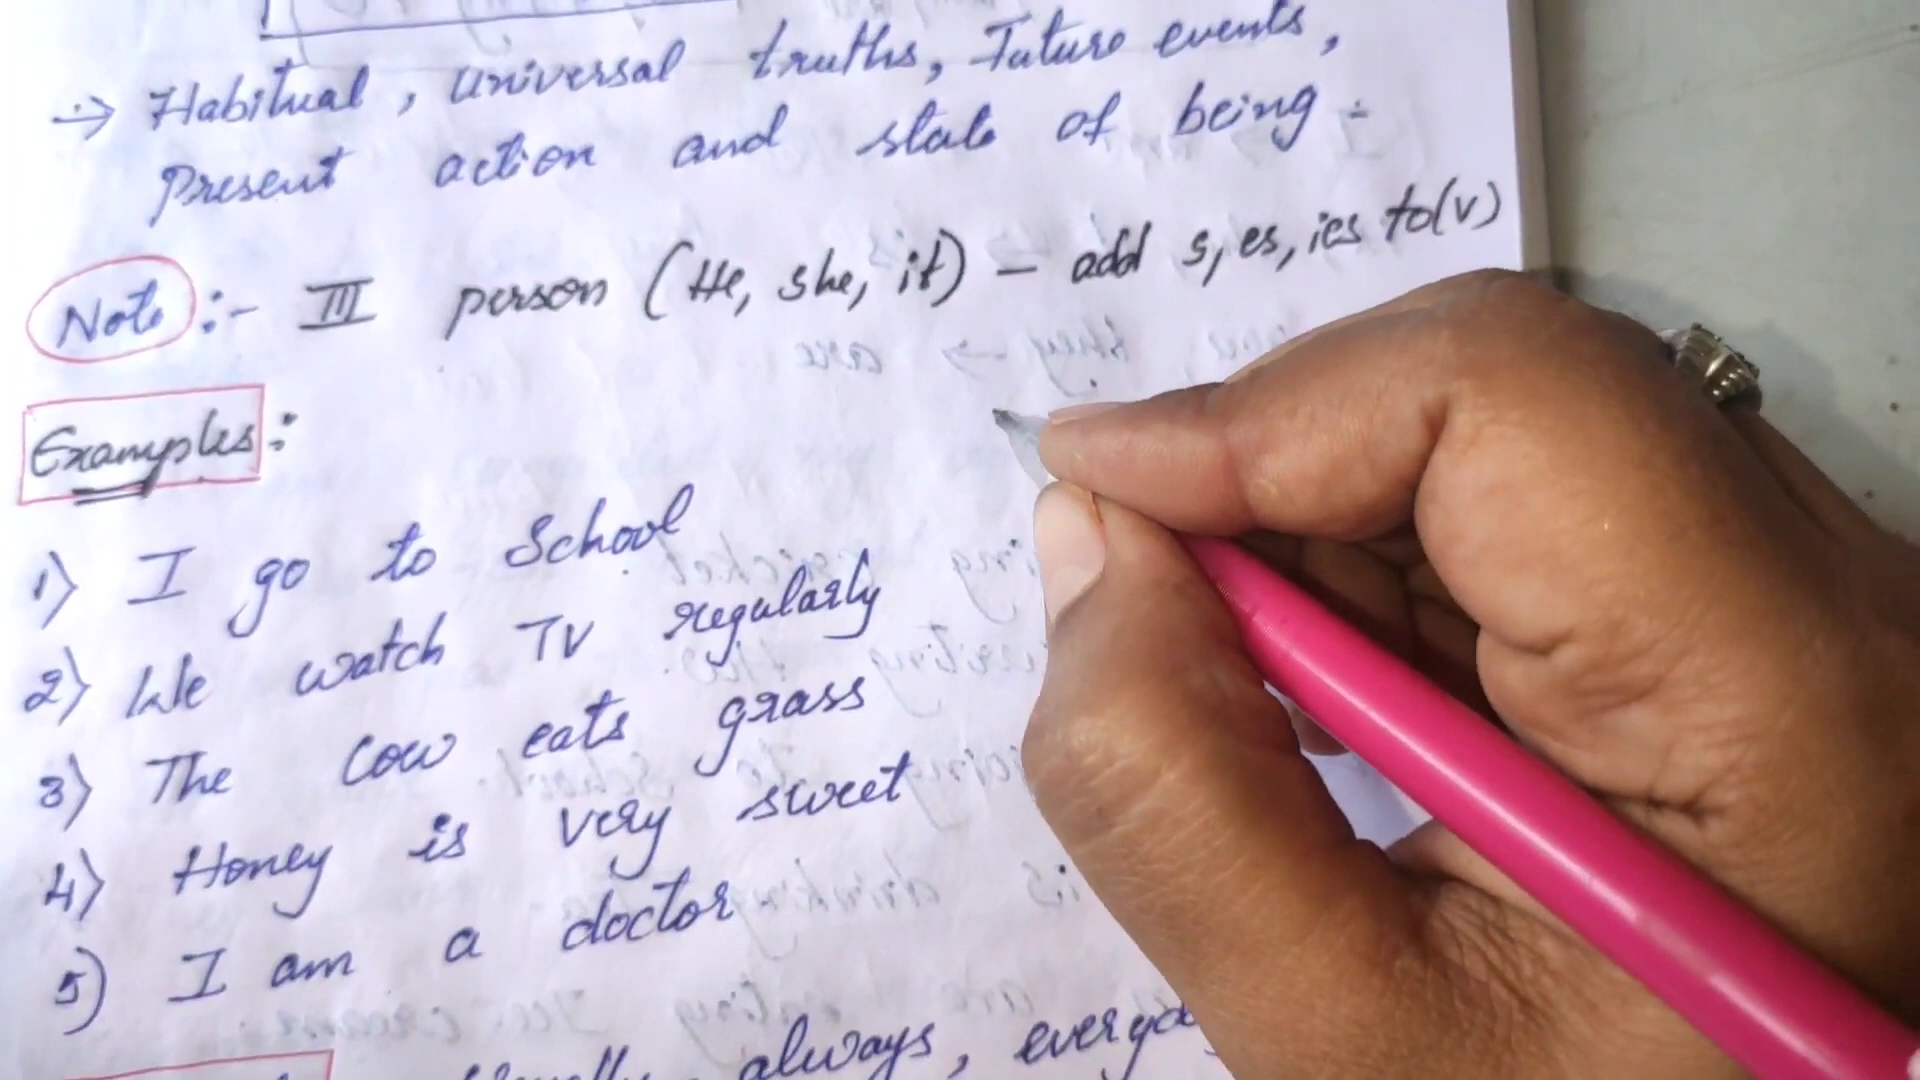 → Habitual, universal truths, Future events,
Present action and state of being :-
Note :- III person (He, she, it) – add s, es, ies to(v)
Examples:
1) I go to School
2) We watch TV regularly
3) The Cow eats grass
4) Honey is very sweet
5) I am a doctor
always, everyday